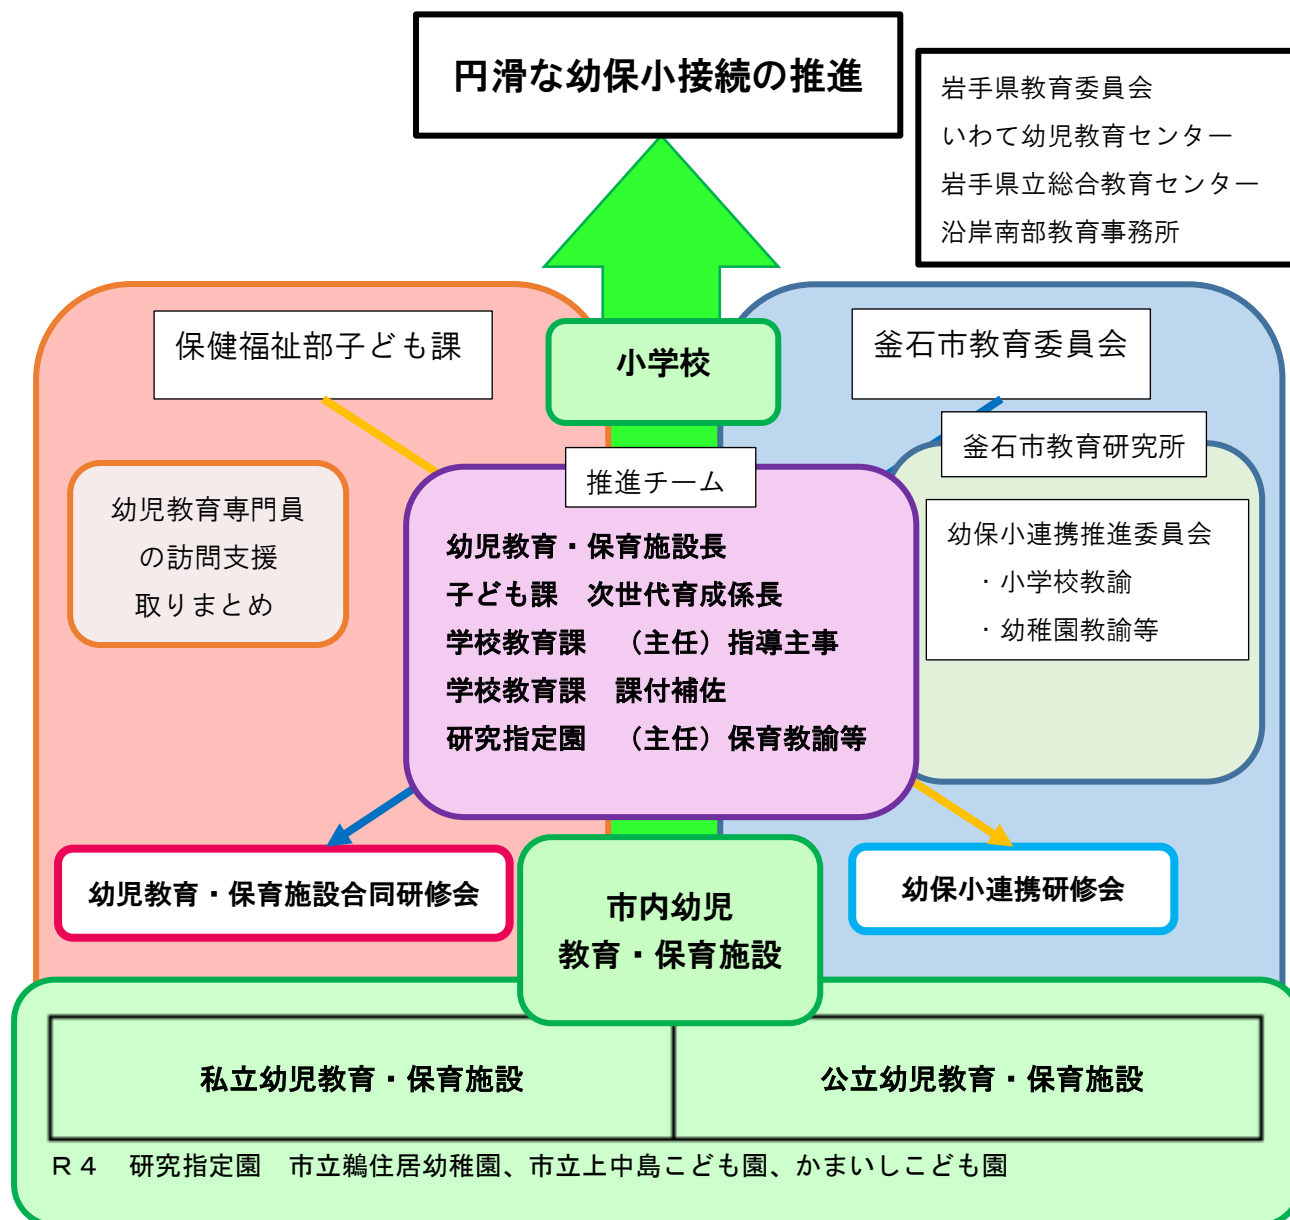 円滑な幼保小接続の推進
岩手県教育委員会
いわて幼児教育センター
岩手県立総合教育センター
沿岸南部教育事務所
保健福祉部子ども課
小学校
釜石市教育委員会
釜石市教育研究所
幼児教育専門員
の訪問支援
取りまとめ
推進チーム
幼児教育・保育施設長
子ども課　次世代育成係長
学校教育課　（主任）指導主事
学校教育課　課付補佐
研究指定園　（主任）保育教諭等
幼保小連携推進委員会
・小学校教諭
・幼稚園教諭等
幼児教育・保育施設合同研修会
市内幼児
教育・保育施設
幼保小連携研修会
私立幼児教育・保育施設
公立幼児教育・保育施設
Ｒ４　研究指定園　市立鵜住居幼稚園、市立上中島こども園、かまいしこども園